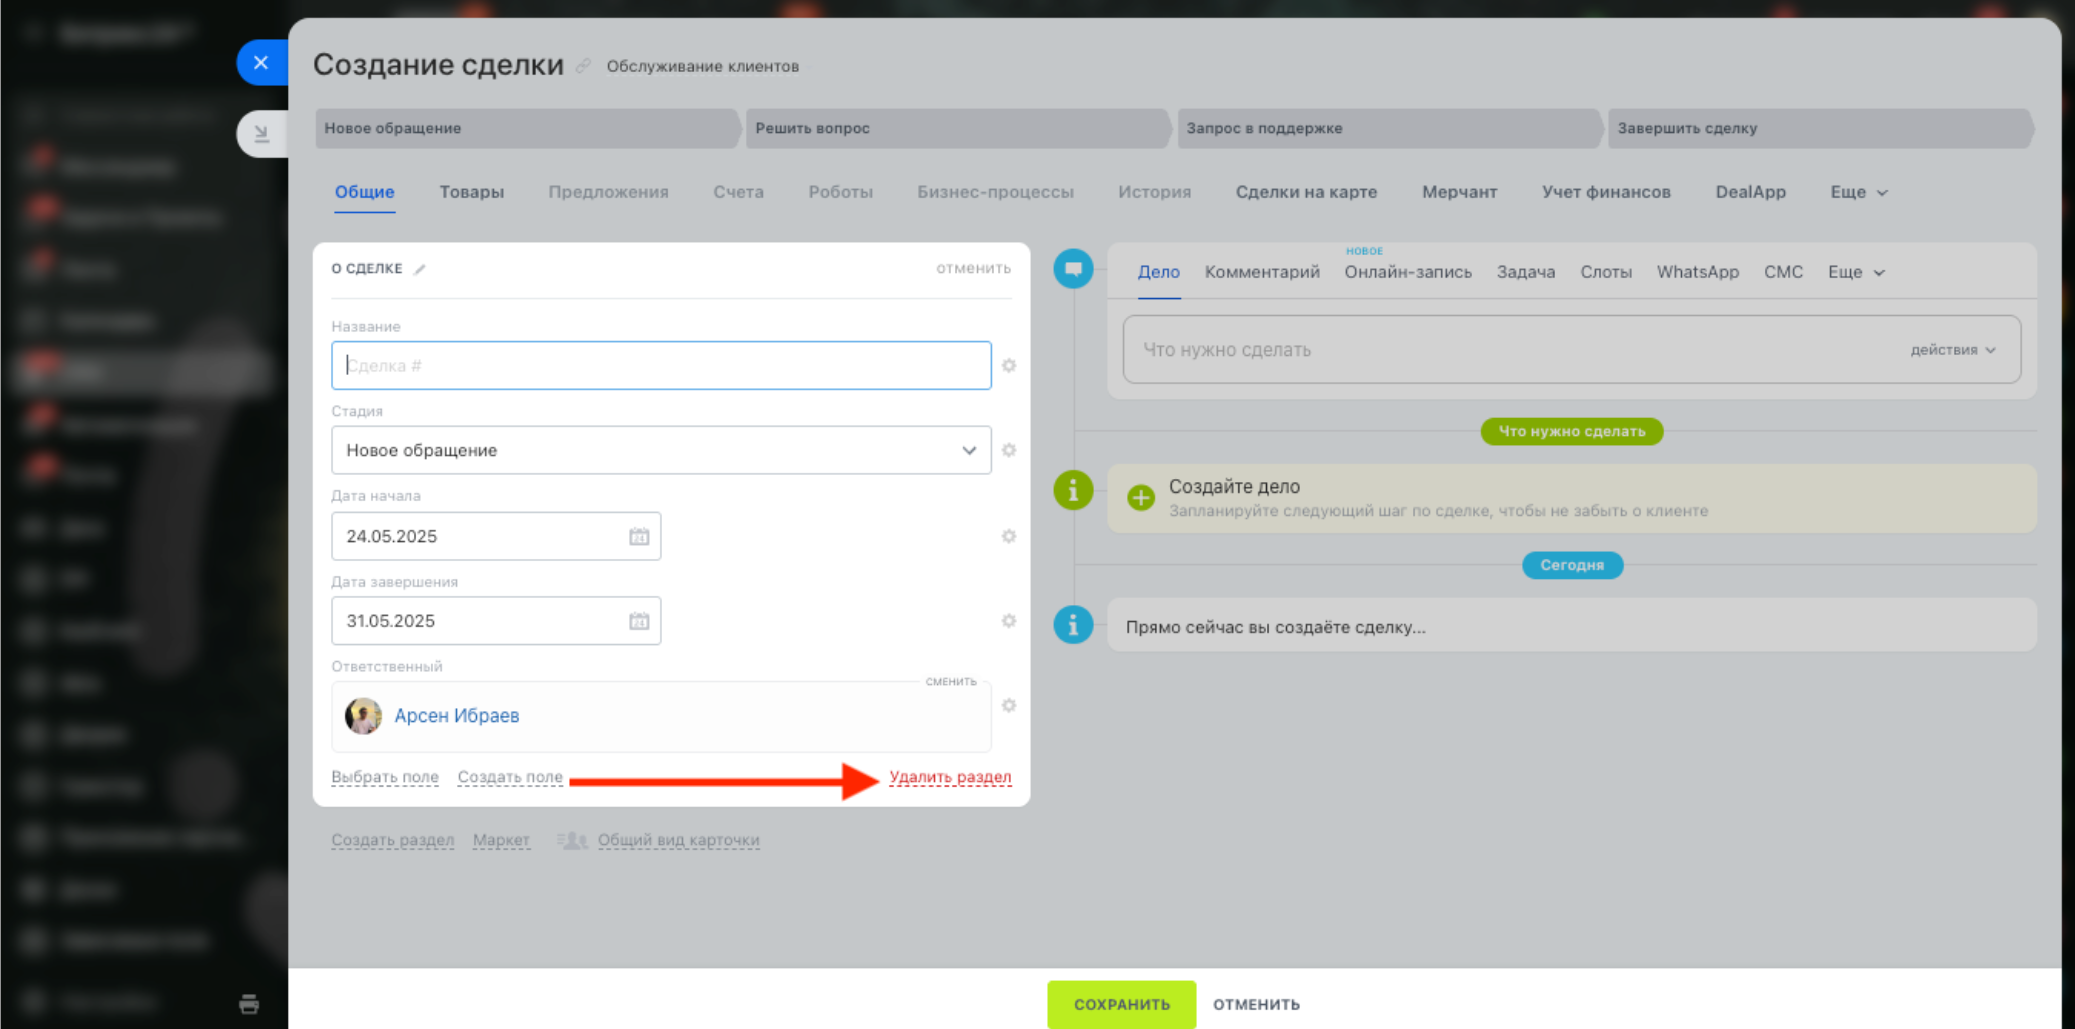 Создание сделки Обслуживание клиентов
Новое обращение Решить вопрос Запрос в поддержке Завершить сделку
Общие Товары Предложения Счета Роботы Бизнес-процессы История Сделки на карте Мерчант Учет финансов DealApp Еще
О СДЕЛКЕ ОТМЕНИТЬ
Название
Сделка #
Стадия
Новое обращение
Дата начала
24.05.2025
Дата завершения
31.05.2025
Ответственный
СМЕНИТЬ
Арсен Ибраев
Выбрать поле Создать поле Удалить раздел
Создать раздел Маркет Общий вид карточки
НОВОЕ
Дело Комментарий Онлайн-запись Задача Слоты WhatsApp СМС Еще
Что нужно сделать действия
Что нужно сделать
Создайте дело
Запланируйте следующий шаг по сделке, чтобы не забыть о клиенте
Сегодня
Прямо сейчас вы создаёте сделку...
СОХРАНИТЬ ОТМЕНИТЬ